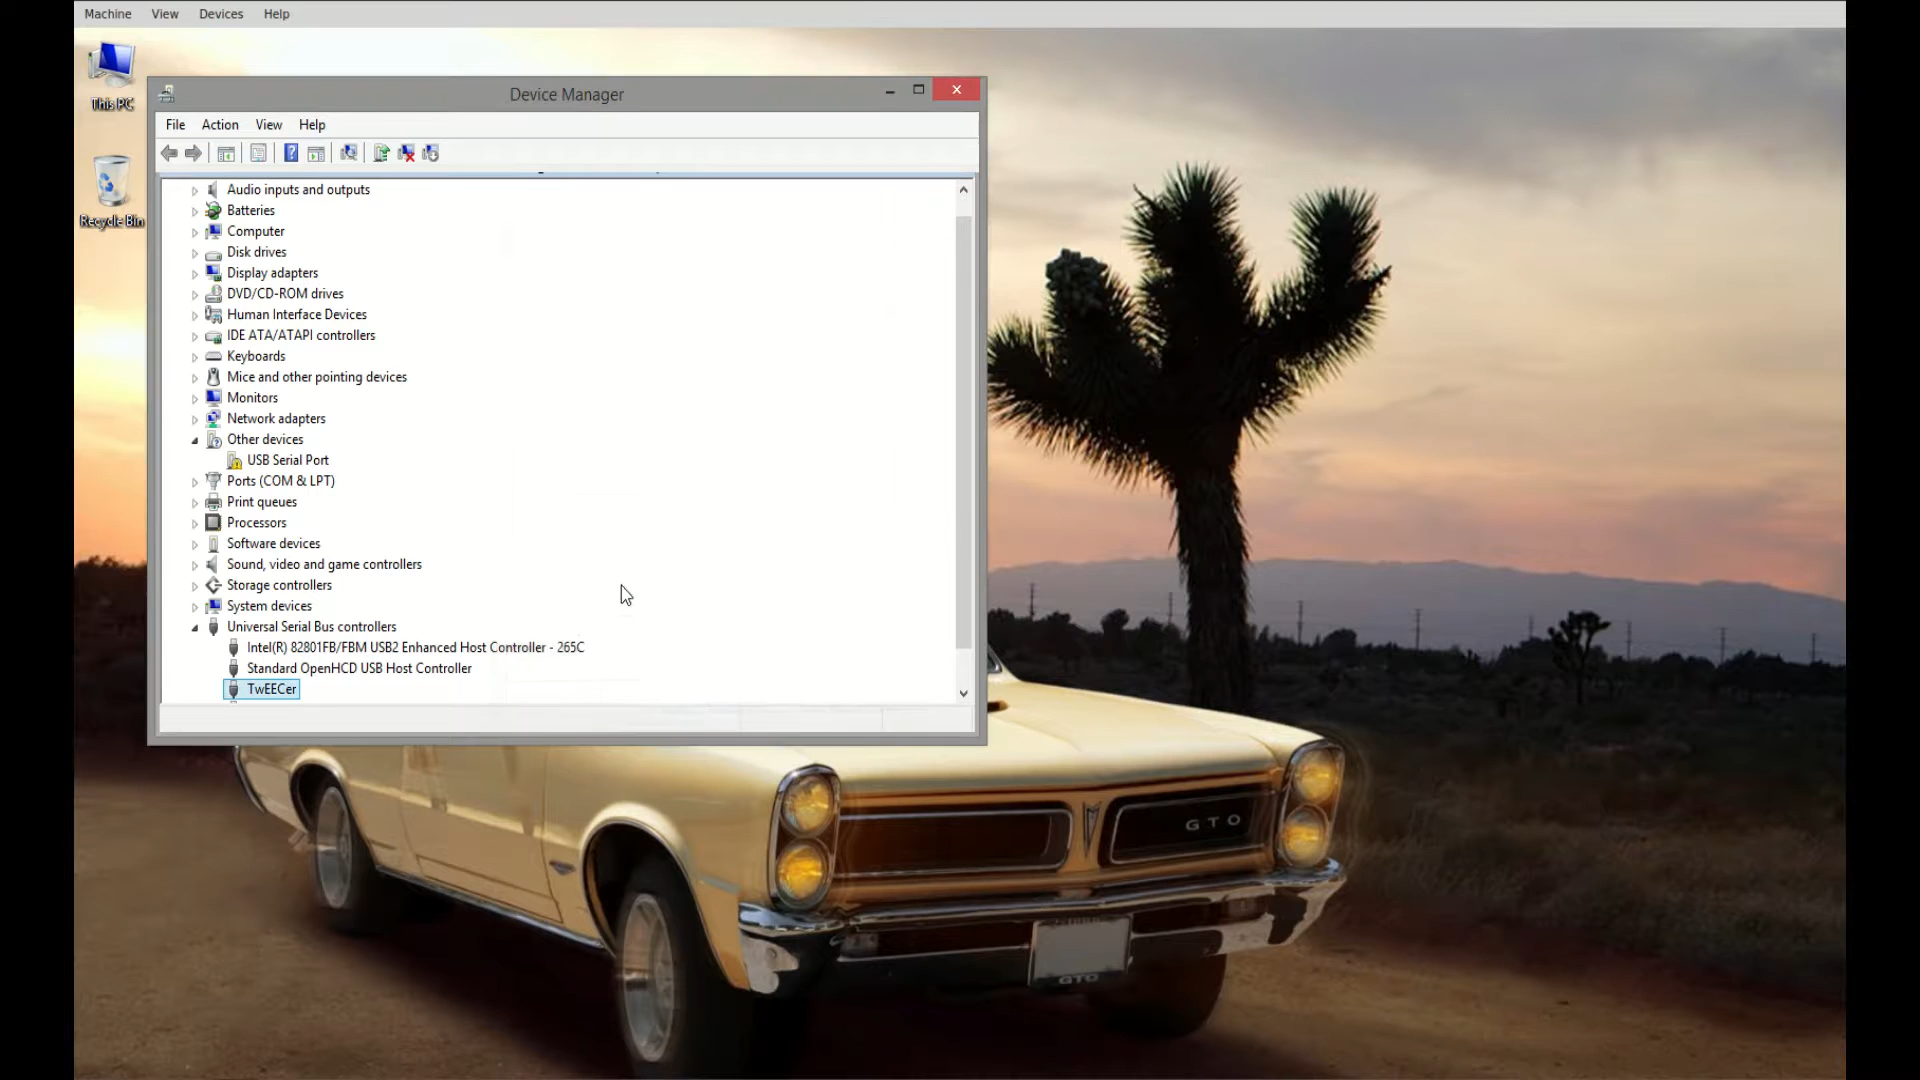 Machine View Devices Help
This PC
Recycle Bin
Device Manager
File Action View Help
Audio inputs and outputs
Batteries
Computer
Disk drives
Display adapters
DVD/CD-ROM drives
Human Interface Devices
IDE ATA/ATAPI controllers
Keyboards
Mice and other pointing devices
Monitors
Network adapters
Other devices
USB Serial Port
Ports (COM & LPT)
Print queues
Processors
Software devices
Sound, video and game controllers
Storage controllers
System devices
Universal Serial Bus controllers
Intel(R) 82801FB/FBM USB2 Enhanced Host Controller - 265C
Standard OpenHCD USB Host Controller
TwEECer
GTO
GTO